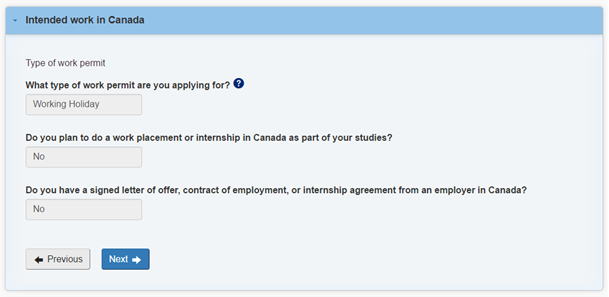 Intended work in Canada
Type of work permit
What type of work permit are you applying for? ?
Working Holiday
Do you plan to do a work placement or internship in Canada as part of your studies?
No
Do you have a signed letter of offer, contract of employment, or internship agreement from an employer in Canada?
No
Previous Next